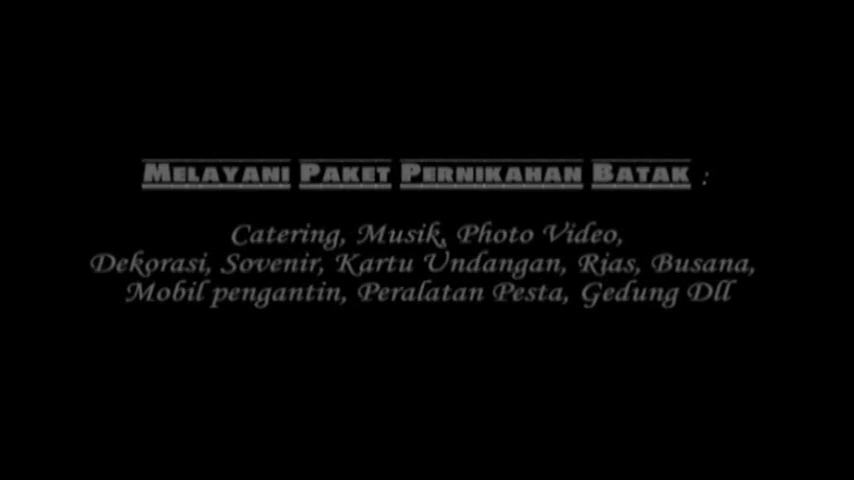 MELAYANI PAKET PERNIKAHAN BATAK :
Catering, Musik, Photo Video,
Dekorasi, Sovenir, Kartu Undangan, Rias, Busana,
Mobil pengantin, Peralatan Pesta, Gedung Dll